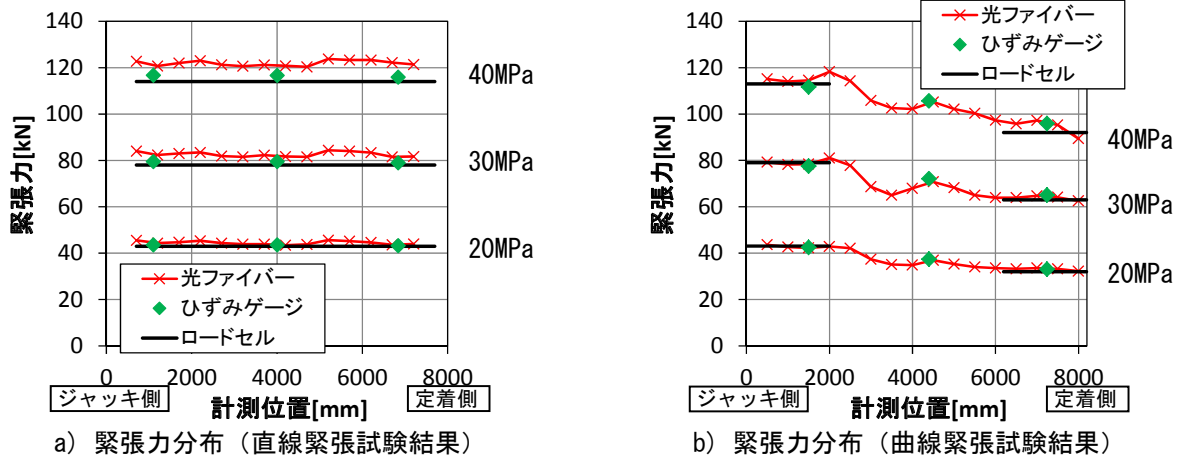 140
120
100
80
60
40
20
0
緊張力[kN]
40MPa
30MPa
20MPa
光ファイバー
ひずみゲージ
ロードセル
0
2000
4000
6000
8000
ジャッキ側
計測位置[mm]
定着側
a) 緊張力分布（直線緊張試験結果）
140
120
100
80
60
40
20
0
緊張力[kN]
光ファイバー
ひずみゲージ
ロードセル
40MPa
30MPa
20MPa
0
2000
4000
6000
8000
ジャッキ側
計測位置[mm]
定着側
b) 緊張力分布（曲線緊張試験結果）